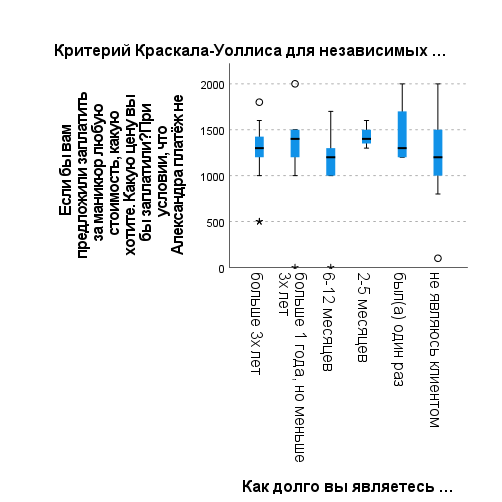 Критерий Краскала-Уоллиса для независимых ...
Если бы вам
предложили заплатить
за маникюр любую
стоимость, какую
хотите. Какую цену вы
бы заплатили?При
условии, что
Александра платёж не
2000
1500
1000
500
0
больше 3х лет
больше 1 года, но меньше
3х лет
6-12 месяцев
2-5 месяцев
был(а) один раз
не являюсь клиентом
Как долго вы являетесь ...